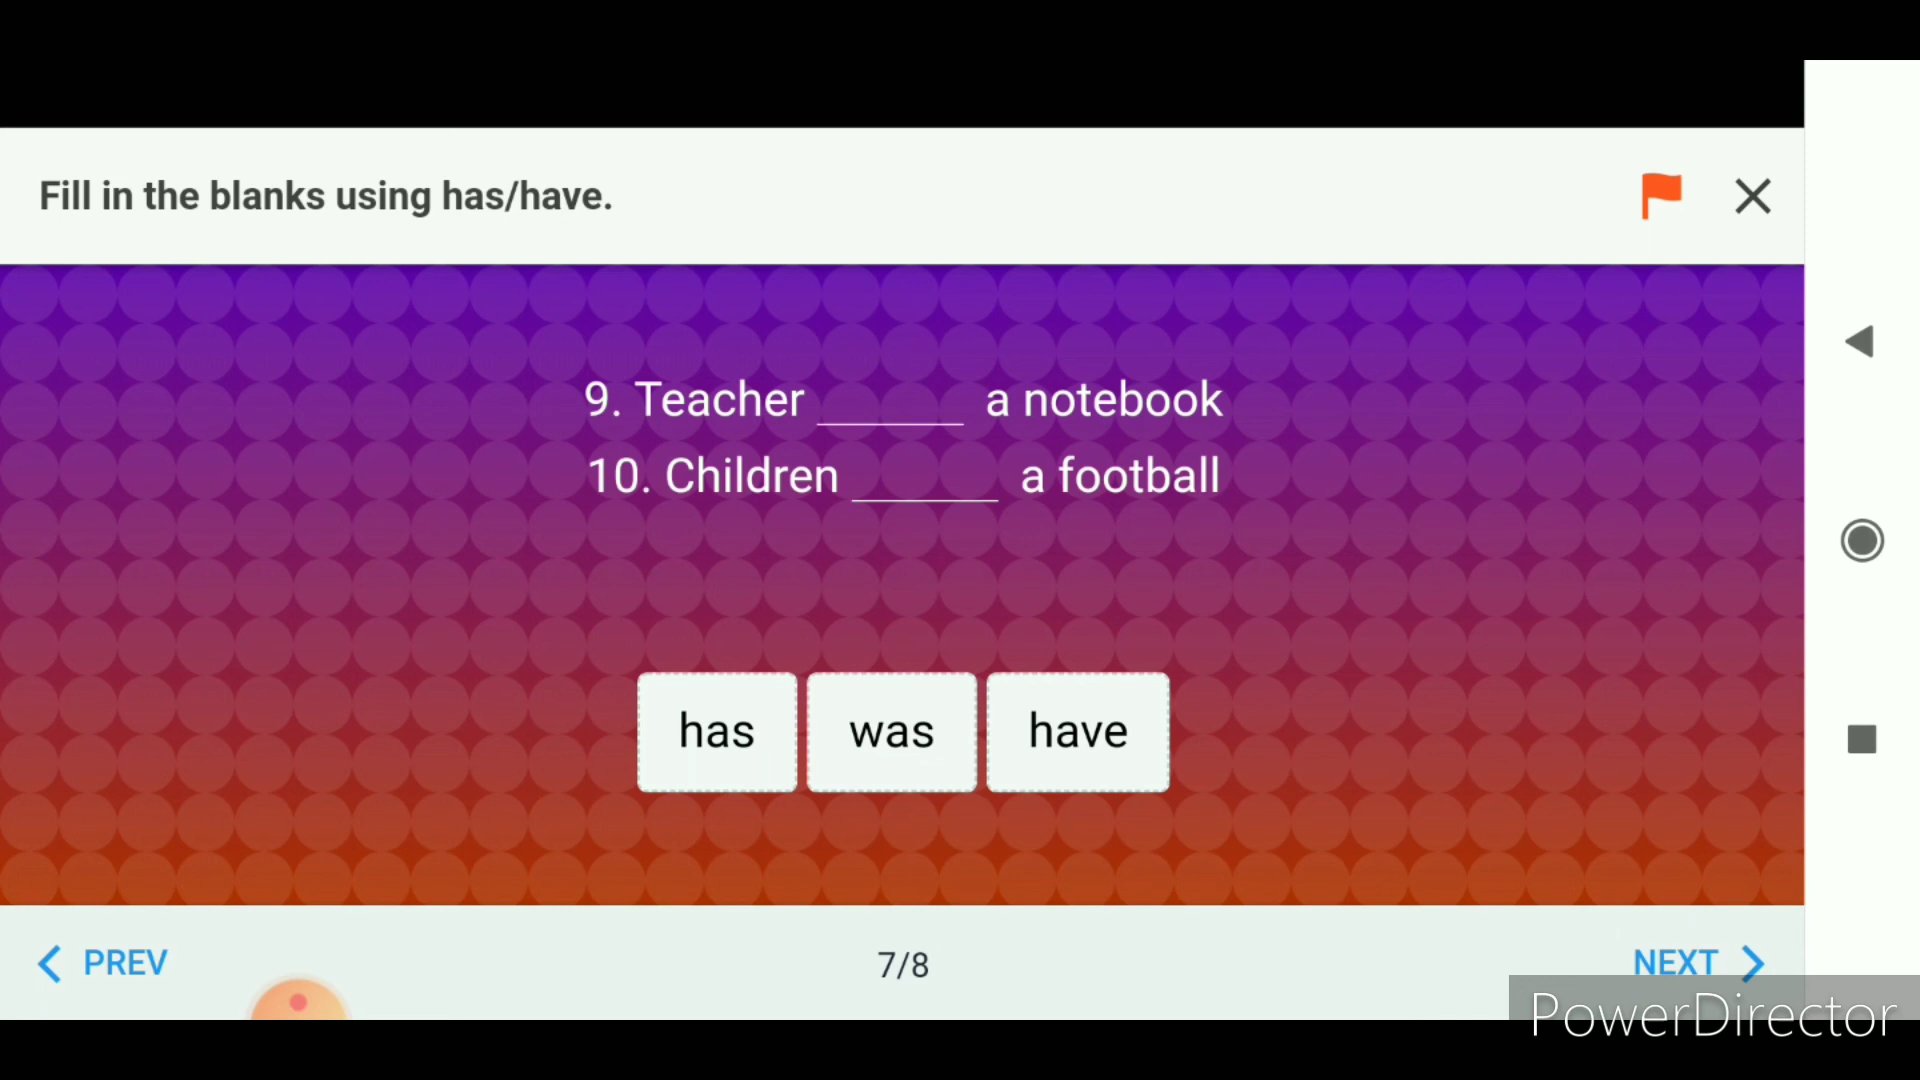 Fill in the blanks using has/have.
9. Teacher ______ a notebook
10. Children ______ a football
has was have
PREV 7/8 NEXT
PowerDirector